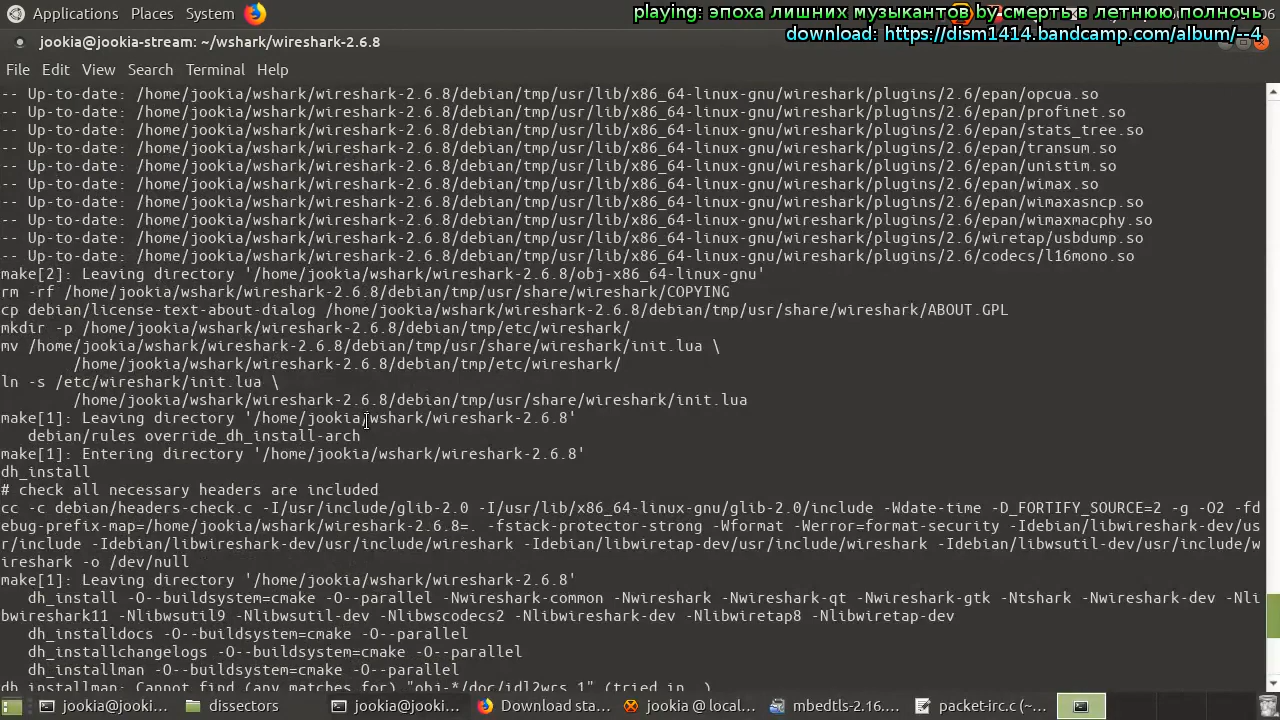 Applications Places System
playing: эпоха лишних музыкантов by смерть в летнюю полночь
download: https://dism1414.bandcamp.com/album/--4
jookia@jookia-stream: ~/wshark/wireshark-2.6.8
File Edit View Search Terminal Help
-- Up-to-date: /home/jookia/wshark/wireshark-2.6.8/debian/tmp/usr/lib/x86_64-linux-gnu/wireshark/plugins/2.6/epan/opcua.so
-- Up-to-date: /home/jookia/wshark/wireshark-2.6.8/debian/tmp/usr/lib/x86_64-linux-gnu/wireshark/plugins/2.6/epan/profinet.so
-- Up-to-date: /home/jookia/wshark/wireshark-2.6.8/debian/tmp/usr/lib/x86_64-linux-gnu/wireshark/plugins/2.6/epan/stats_tree.so
-- Up-to-date: /home/jookia/wshark/wireshark-2.6.8/debian/tmp/usr/lib/x86_64-linux-gnu/wireshark/plugins/2.6/epan/transum.so
-- Up-to-date: /home/jookia/wshark/wireshark-2.6.8/debian/tmp/usr/lib/x86_64-linux-gnu/wireshark/plugins/2.6/epan/unistim.so
-- Up-to-date: /home/jookia/wshark/wireshark-2.6.8/debian/tmp/usr/lib/x86_64-linux-gnu/wireshark/plugins/2.6/epan/wimax.so
-- Up-to-date: /home/jookia/wshark/wireshark-2.6.8/debian/tmp/usr/lib/x86_64-linux-gnu/wireshark/plugins/2.6/epan/wimaxasncp.so
-- Up-to-date: /home/jookia/wshark/wireshark-2.6.8/debian/tmp/usr/lib/x86_64-linux-gnu/wireshark/plugins/2.6/epan/wimaxmacphy.so
-- Up-to-date: /home/jookia/wshark/wireshark-2.6.8/debian/tmp/usr/lib/x86_64-linux-gnu/wireshark/plugins/2.6/wiretap/usbdump.so
-- Up-to-date: /home/jookia/wshark/wireshark-2.6.8/debian/tmp/usr/lib/x86_64-linux-gnu/wireshark/plugins/2.6/codecs/l16mono.so
make[2]: Leaving directory '/home/jookia/wshark/wireshark-2.6.8/obj-x86_64-linux-gnu'
rm -rf /home/jookia/wshark/wireshark-2.6.8/debian/tmp/usr/share/wireshark/COPYING
cp debian/license-text-about-dialog /home/jookia/wshark/wireshark-2.6.8/debian/tmp/usr/share/wireshark/ABOUT.GPL
mkdir -p /home/jookia/wshark/wireshark-2.6.8/debian/tmp/etc/wireshark/
mv /home/jookia/wshark/wireshark-2.6.8/debian/tmp/usr/share/wireshark/init.lua \
/home/jookia/wshark/wireshark-2.6.8/debian/tmp/etc/wireshark/
ln -s /etc/wireshark/init.lua \
/home/jookia/wshark/wireshark-2.6.8/debian/tmp/usr/share/wireshark/init.lua
make[1]: Leaving directory '/home/jookia/wshark/wireshark-2.6.8'
debian/rules override_dh_install-arch
make[1]: Entering directory '/home/jookia/wshark/wireshark-2.6.8'
dh_install
# check all necessary headers are included
cc -c debian/headers-check.c -I/usr/include/glib-2.0 -I/usr/lib/x86_64-linux-gnu/glib-2.0/include -Wdate-time -D_FORTIFY_SOURCE=2 -g -O2 -fd
ebug-prefix-map=/home/jookia/wshark/wireshark-2.6.8=. -fstack-protector-strong -Wformat -Werror=format-security -Idebian/libwireshark-dev/us
r/include -Idebian/libwireshark-dev/usr/include/wireshark -Idebian/libwiretap-dev/usr/include/wireshark -Idebian/libwsutil-dev/usr/include/w
ireshark -o /dev/null
make[1]: Leaving directory '/home/jookia/wshark/wireshark-2.6.8'
dh_install -O--buildsystem=cmake -O--parallel -Nwireshark-common -Nwireshark -Nwireshark-qt -Nwireshark-gtk -Ntshark -Nwireshark-dev -Nli
bwireshark11 -Nlibwsutil9 -Nlibwsutil-dev -Nlibwscodecs2 -Nlibwireshark-dev -Nlibwiretap8 -Nlibwiretap-dev
dh_installdocs -O--buildsystem=cmake -O--parallel
dh_installchangelogs -O--buildsystem=cmake -O--parallel
dh_installman -O--buildsystem=cmake -O--parallel
dh_installman: Cannot find (any matches for) "obj-*/doc/idl2wrs.1" (tried in .)
jookia@jooki... dissectors jookia@jooki... Download sta... jookia @ local... mbedtls-2.16.... packet-irc.c (~...